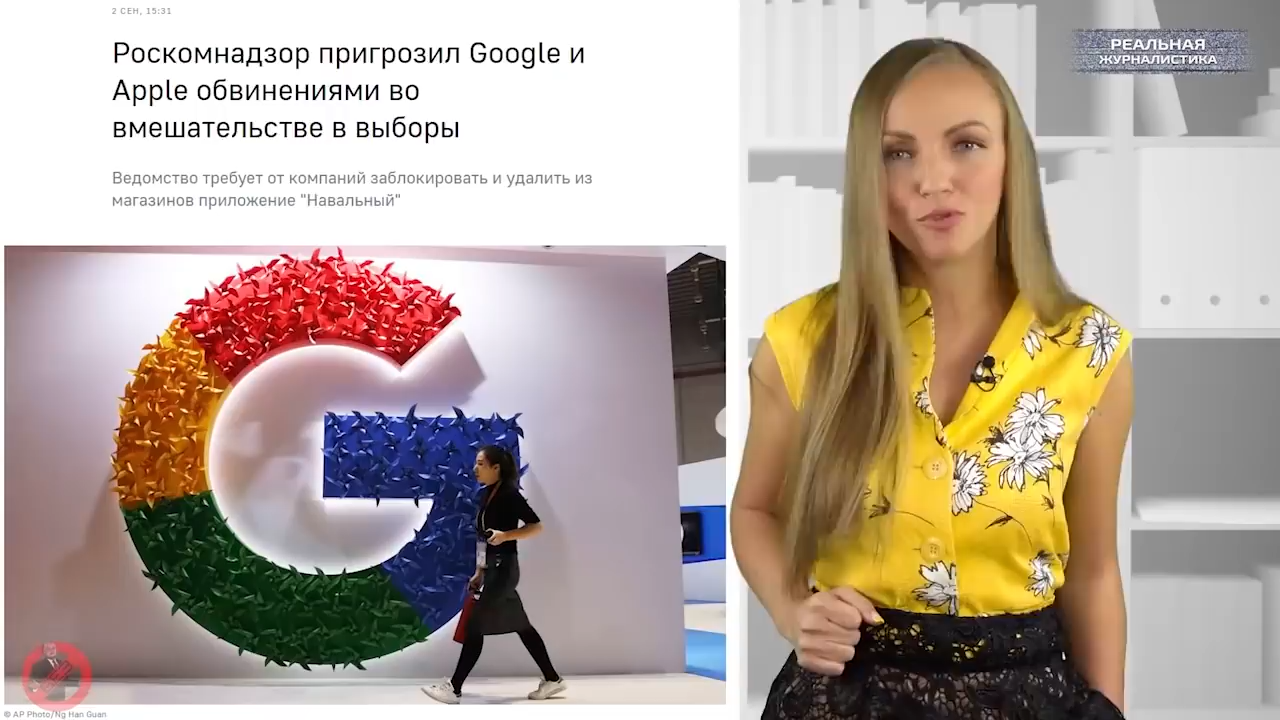 2 СЕН, 15:31
Роскомнадзор пригрозил Google и
Apple обвинениями во
вмешательстве в выборы
Ведомство требует от компаний заблокировать и удалить из
магазинов приложение "Навальный"
© AP Photo/Ng Han Guan
РЕАЛЬНАЯ
ЖУРНАЛИСТИКА